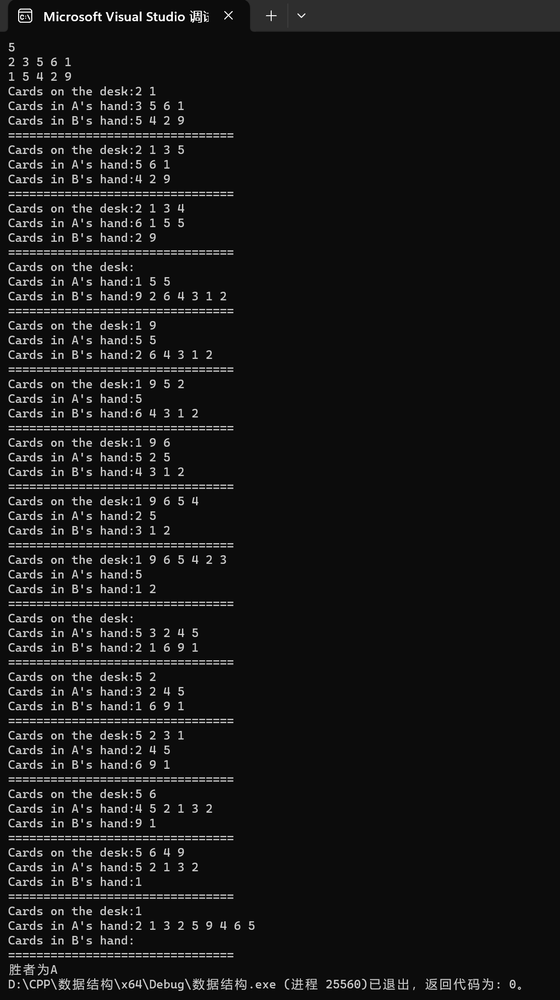 Microsoft Visual Studio 调
5
2 3 5 6 1
1 5 4 2 9
Cards on the desk:2 1
Cards in A's hand:3 5 6 1
Cards in B's hand:5 4 2 9
================================
Cards on the desk:2 1 3 5
Cards in A's hand:5 6 1
Cards in B's hand:4 2 9
================================
Cards on the desk:2 1 3 4
Cards in A's hand:6 1 5 5
Cards in B's hand:2 9
================================
Cards on the desk:
Cards in A's hand:1 5 5
Cards in B's hand:9 2 6 4 3 1 2
================================
Cards on the desk:1 9
Cards in A's hand:5 5
Cards in B's hand:2 6 4 3 1 2
================================
Cards on the desk:1 9 5 2
Cards in A's hand:5
Cards in B's hand:6 4 3 1 2
================================
Cards on the desk:1 9 6
Cards in A's hand:5 2 5
Cards in B's hand:4 3 1 2
================================
Cards on the desk:1 9 6 5 4
Cards in A's hand:2 5
Cards in B's hand:3 1 2
================================
Cards on the desk:1 9 6 5 4 2 3
Cards in A's hand:5
Cards in B's hand:1 2
================================
Cards on the desk:
Cards in A's hand:5 3 2 4 5
Cards in B's hand:2 1 6 9 1
================================
Cards on the desk:5 2
Cards in A's hand:3 2 4 5
Cards in B's hand:1 6 9 1
================================
Cards on the desk:5 2 3 1
Cards in A's hand:2 4 5
Cards in B's hand:6 9 1
================================
Cards on the desk:5 6
Cards in A's hand:4 5 2 1 3 2
Cards in B's hand:9 1
================================
Cards on the desk:5 6 4 9
Cards in A's hand:5 2 1 3 2
Cards in B's hand:1
================================
Cards on the desk:1
Cards in A's hand:2 1 3 2 5 9 4 6 5
Cards in B's hand:
================================
胜者为A
D:\CPP\数据结构\x64\Debug\数据结构.exe (进程 25560)已退出，返回代码为: 0。